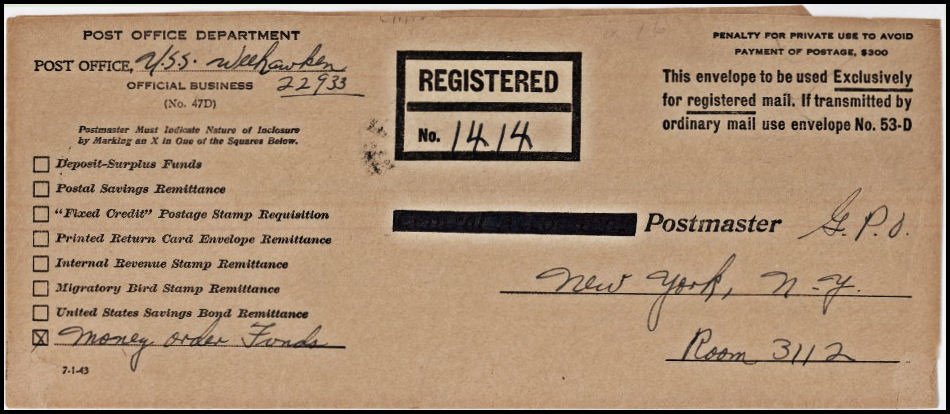 POST OFFICE DEPARTMENT
POST OFFICE, U.S.S. Weehawken
OFFICIAL BUSINESS 22933
(No. 47D)
Postmaster Must Indicate Nature of Inclosure
by Marking an X in One of the Squares Below.
Deposit-Surplus Funds
Postal Savings Remittance
"Fixed Credit" Postage Stamp Requisition
Printed Return Card Envelope Remittance
Internal Revenue Stamp Remittance
Migratory Bird Stamp Remittance
United States Savings Bond Remittance
X Money order Funds
7-1-43
REGISTERED
No. 1414
PENALTY FOR PRIVATE USE TO AVOID
PAYMENT OF POSTAGE, $300
This envelope to be used Exclusively
for registered mail. If transmitted by
ordinary mail use envelope No. 53-D
Postmaster G.P.O.
New York, N-Y.
Room 3112